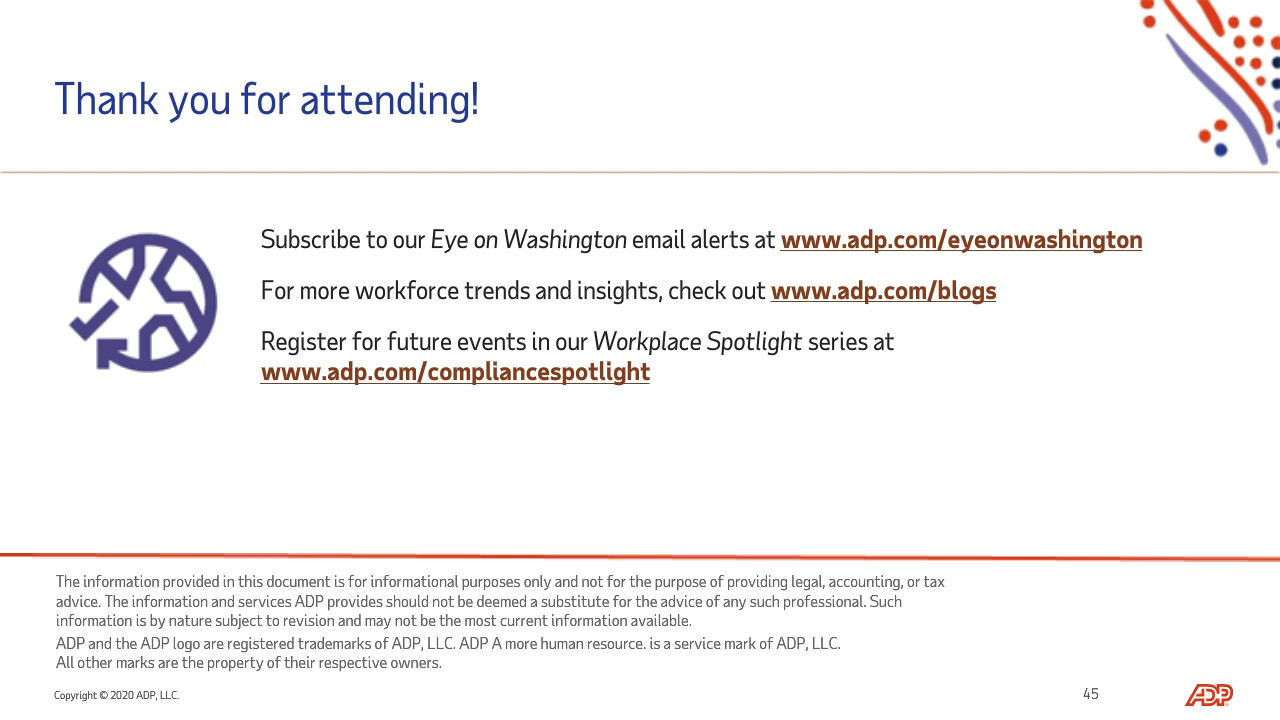 Thank you for attending!
Subscribe to our Eye on Washington email alerts at www.adp.com/eyeonwashington
For more workforce trends and insights, check out www.adp.com/blogs
Register for future events in our Workplace Spotlight series at
www.adp.com/compliancespotlight
The information provided in this document is for informational purposes only and not for the purpose of providing legal, accounting, or tax
advice. The information and services ADP provides should not be deemed a substitute for the advice of any such professional. Such
information is by nature subject to revision and may not be the most current information available.
ADP and the ADP logo are registered trademarks of ADP, LLC. ADP A more human resource. is a service mark of ADP, LLC.
All other marks are the property of their respective owners.
Copyright © 2020 ADP, LLC.
45
ADP